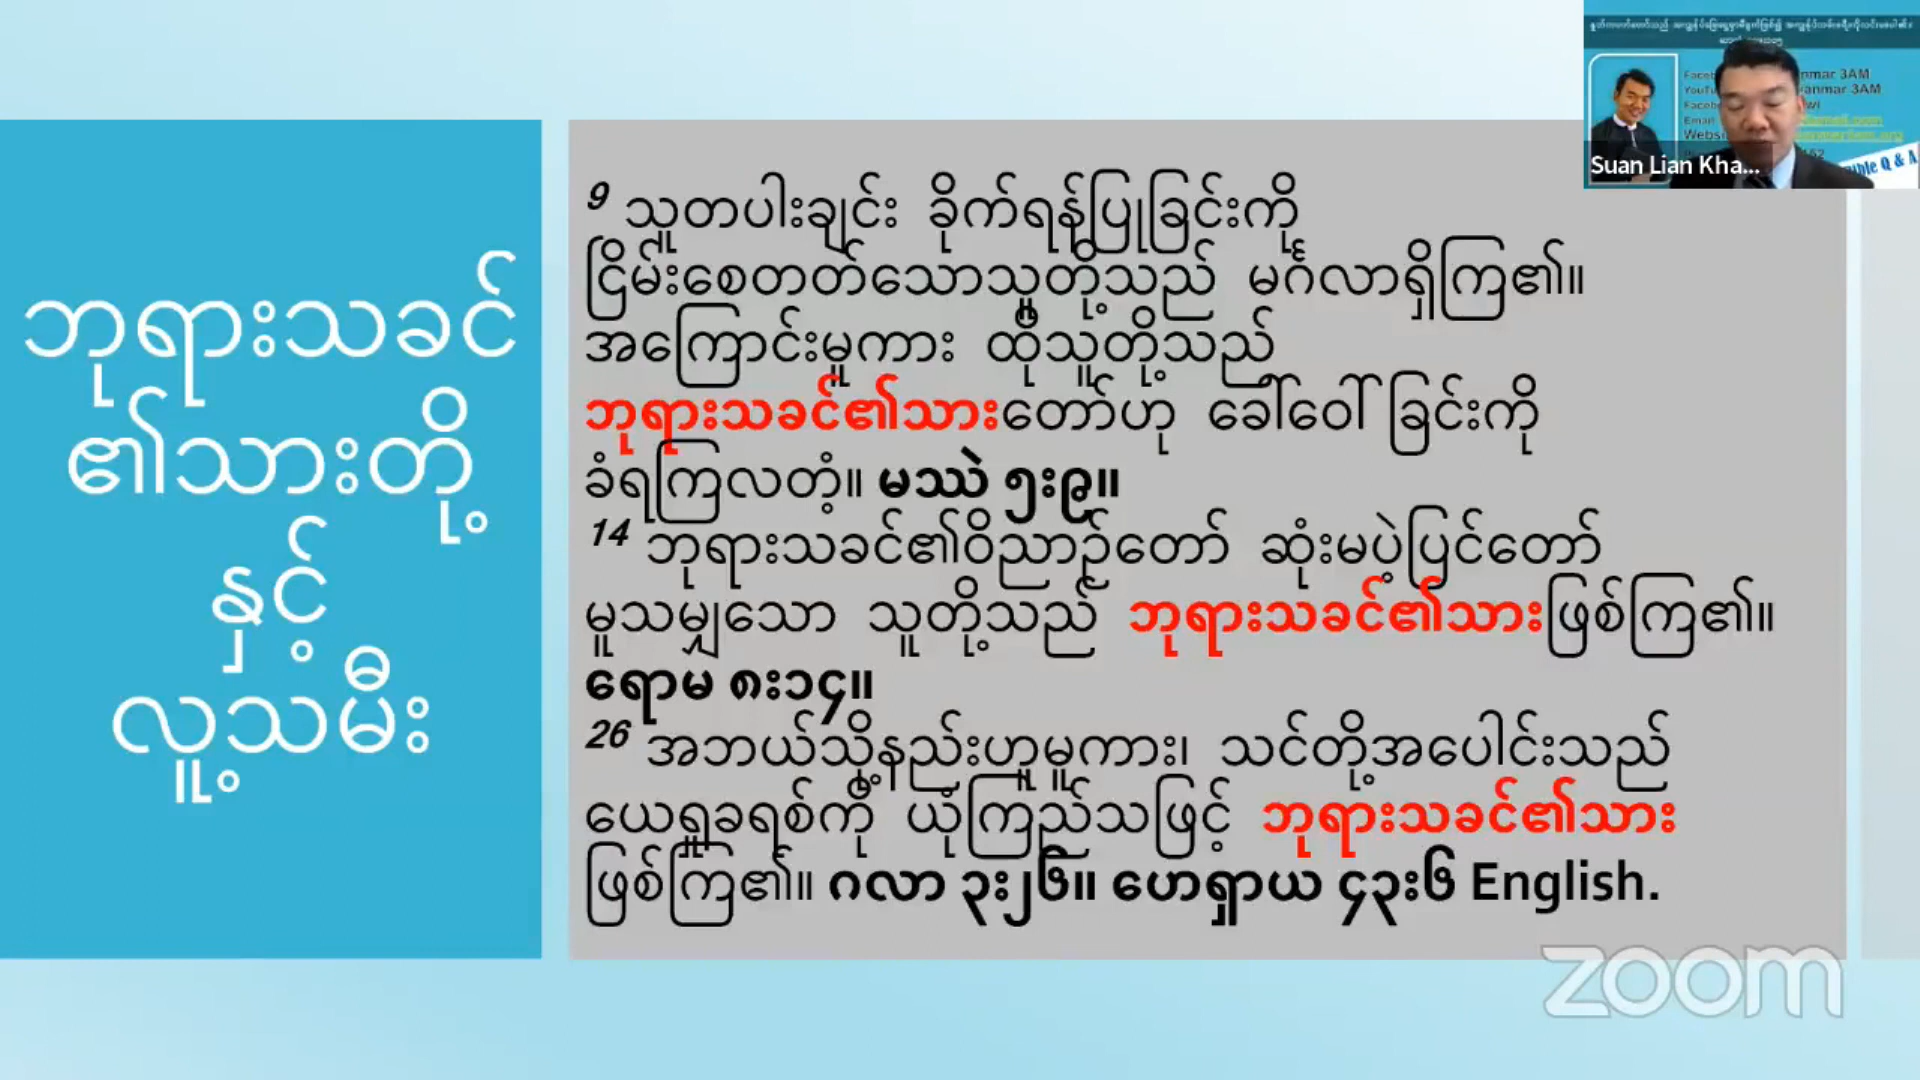 ဘုရားသခင်
၏သားတို့
နှင့်
လူ့သမီး
9 သူတပါးချင်း ခိုက်ရန်ပြုခြင်းကို
ငြိမ်းစေတတ်သောသူတို့သည် မင်္ဂလာရှိကြ၏။
အကြောင်းမူကား ထိုသူတို့သည်
ဘုရားသခင်၏သားတော်ဟု ခေါ်ဝေါ်ခြင်းကို
ခံရကြလတံ့။ မဿဲ ၅း၉။
14 ဘုရားသခင်၏ဝိညာဉ်တော် ဆုံးမပဲ့ပြင်တော်
မူသမျှသော သူတို့သည် ဘုရားသခင်၏သားဖြစ်ကြ၏။
ရောမ ၈း၁၄။
26 အဘယ်သို့နည်းဟူမူကား၊ သင်တို့အပေါင်းသည်
ယေရှုခရစ်ကို ယုံကြည်သဖြင့် ဘုရားသခင်၏သား
ဖြစ်ကြ၏။ ဂလာ ၃း၂၆။ ဟေရှာယ ၄၃း၆ English.
Suan Lian Kha...
Q & A
zoom